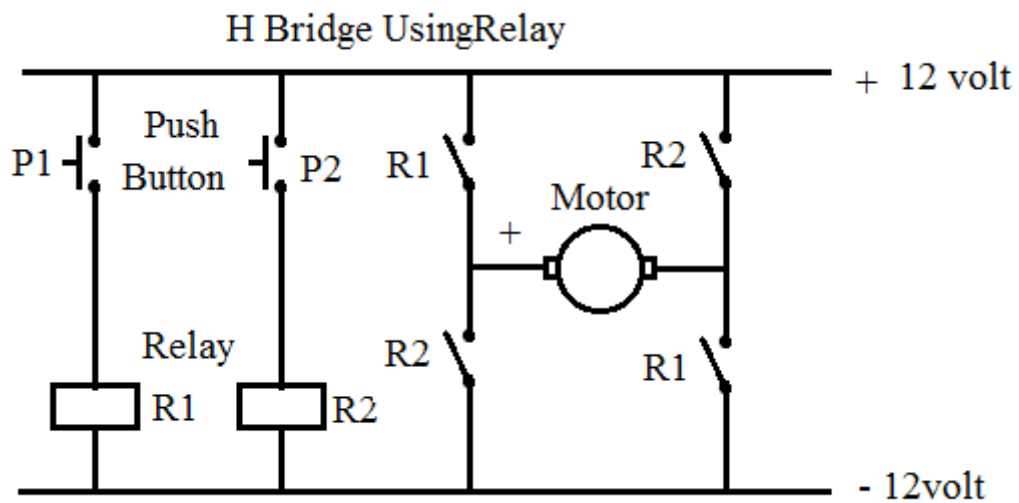 H Bridge UsingRelay
+ 12 volt
P1
Push
Button
P2
R1
R2
Motor
+
Relay
R1
R2
R2
R1
- 12volt